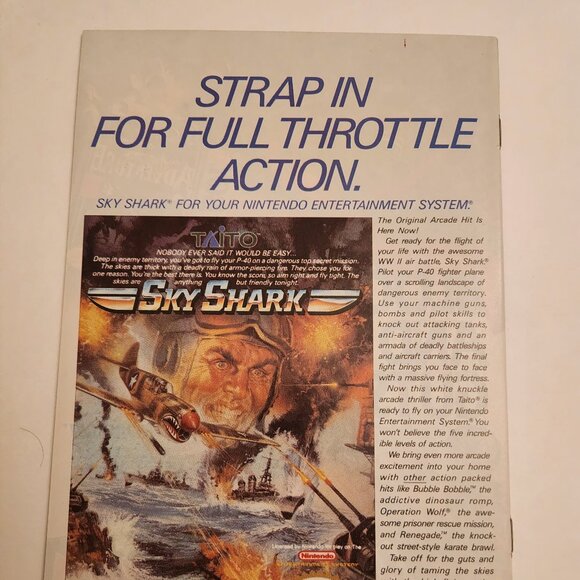 STRAP IN
FOR FULL THROTTLE
ACTION.
SKY SHARK® FOR YOUR NINTENDO ENTERTAINMENT SYSTEM.®
TAITO
NOBODY EVER SAID IT WOULD BE EASY...
Deep in enemy territory, you've got to fly your P-40 on a dangerous top secret mission.
The skies are thick with a deadly rain of armor-piercing fire. They chose you for
one reason. You're the best there is. You know the score, so aim right and fly tight. The
skies are anything but friendly tonight.
SKY SHARK
Licensed by Nintendo for play on The
Nintendo
ENTERTAINMENT SYSTEM
The Original Arcade Hit Is
Here Now!
Get ready for the flight of
your life with the awesome
WW II air battle, Sky Shark.®
Pilot your P-40 fighter plane
over a scrolling landscape of
dangerous enemy territory.
Use your machine guns,
bombs and pilot skills to
knock out attacking tanks,
anti-aircraft guns and an
armada of deadly battleships
and aircraft carriers. The final
fight brings you face to face
with a massive flying fortress.
Now this white knuckle
arcade thriller from Taito® is
ready to fly on your Nintendo
Entertainment System.® You
won't believe the five incred-
ible levels of action.
We bring even more arcade
excitement into your home
with other action packed
hits like Bubble Bobble,™ the
addictive dinosaur romp,
Operation Wolf,® the awe-
some prisoner rescue mission,
and Renegade,™ the knock-
out street-style karate brawl.
Take off for the guts and
glory of taming the skies